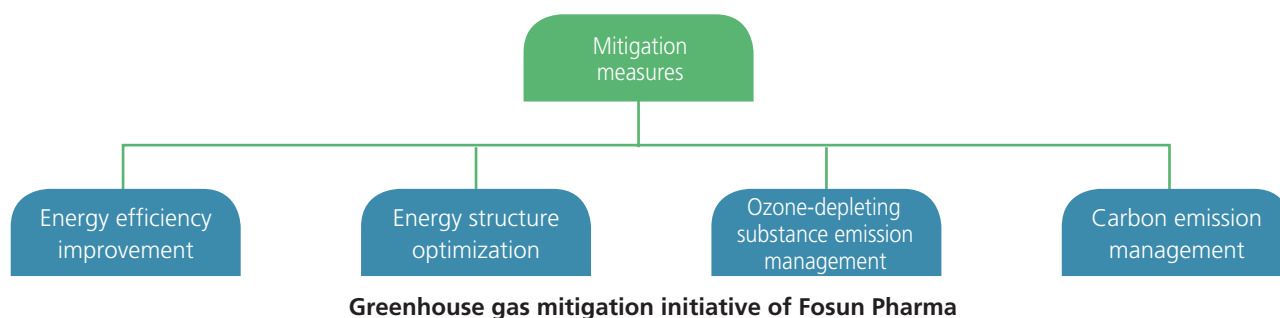 Mitigation
measures
Energy efficiency
improvement
Energy structure
optimization
Ozone-depleting
substance emission
management
Carbon emission
management
Greenhouse gas mitigation initiative of Fosun Pharma